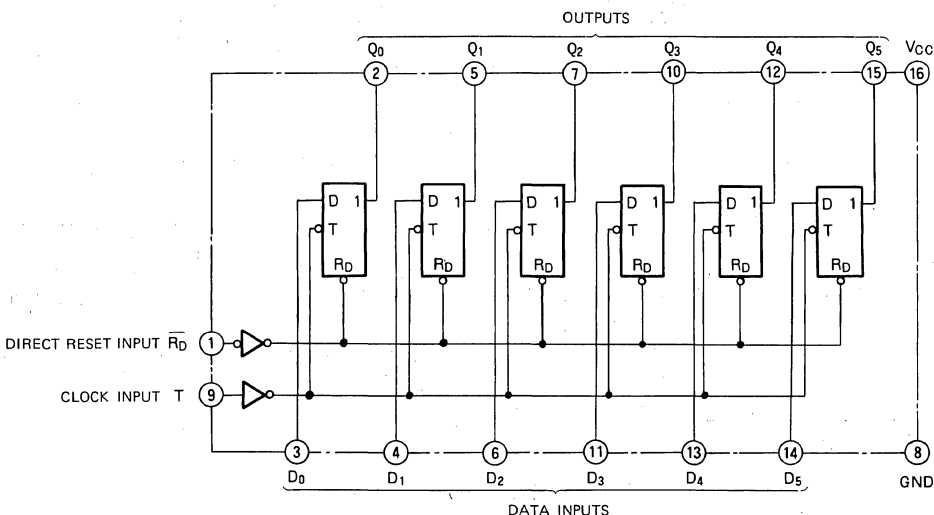 OUTPUTS
Q0 Q1 Q2 Q3 Q4 Q5 VCC
2 5 7 10 12 15 16
D 1 D 1 D 1 D 1 D 1 D 1
T T T T T T
RD RD RD RD RD RD
DIRECT RESET INPUT R̅D̅ 1
CLOCK INPUT T 9
3 4 6 11 13 14 8
D0 D1 D2 D3 D4 D5 GND
DATA INPUTS